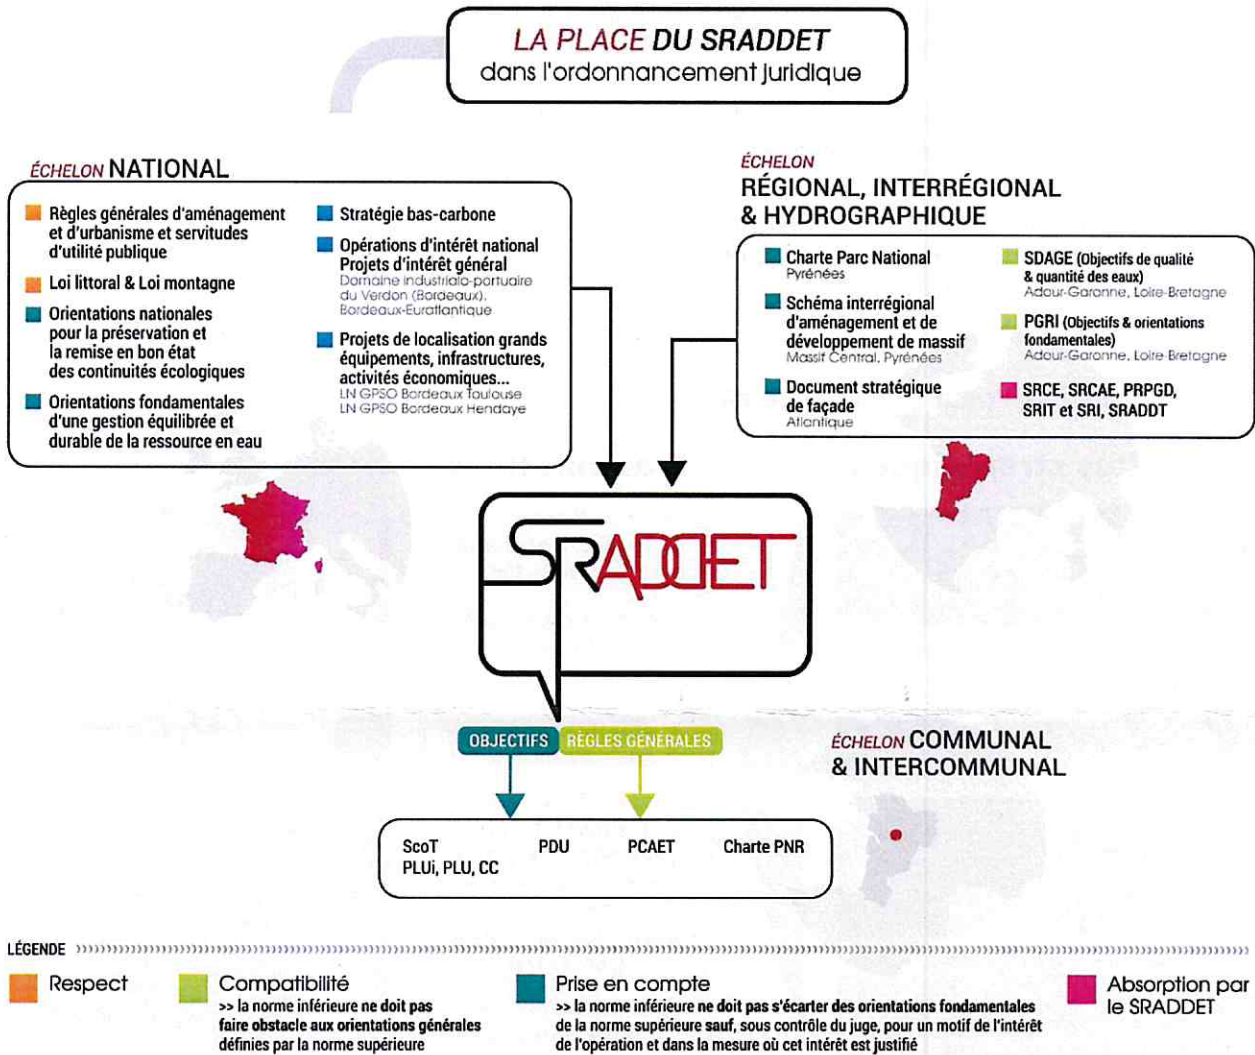 LA PLACE DU SRADDET
dans l'ordonnancement juridique
ÉCHELON NATIONAL
Règles générales d'aménagement
et d'urbanisme et servitudes
d'utilité publique
Loi littoral & Loi montagne
Orientations nationales
pour la préservation et
la remise en bon état
des continuités écologiques
Orientations fondamentales
d'une gestion équilibrée et
durable de la ressource en eau
Stratégie bas-carbone
Opérations d'intérêt national
Projets d'intérêt général
Domaine industrialo-portuaire
du Verdon (Bordeaux),
Bordeaux-Euratlantique
Projets de localisation grands
équipements, infrastructures,
activités économiques...
LN GPSO Bordeaux Toulouse
LN GPSO Bordeaux Hendaye
ÉCHELON
RÉGIONAL, INTERRÉGIONAL
& HYDROGRAPHIQUE
Charte Parc National
Pyrénées
Schéma interrégional
d'aménagement et de
développement de massif
Massif Central, Pyrénées
Document stratégique
de façade
Atlantique
SDAGE (Objectifs de qualité
& quantité des eaux)
Adour-Garonne, Loire-Bretagne
PGRI (Objectifs & orientations
fondamentales)
Adour-Garonne, Loire-Bretagne
SRCE, SRCAE, PRPGD,
SRIT et SRI, SRADDT
SRADDET
OBJECTIFS RÈGLES GÉNÉRALES
ÉCHELON COMMUNAL
& INTERCOMMUNAL
ScoT PDU PCAET Charte PNR
PLUi, PLU, CC
LÉGENDE
Respect
Compatibilité
>> la norme inférieure ne doit pas
faire obstacle aux orientations générales
définies par la norme supérieure
Prise en compte
>> la norme inférieure ne doit pas s'écarter des orientations fondamentales
de la norme supérieure sauf, sous contrôle du juge, pour un motif de l'intérêt
de l'opération et dans la mesure où cet intérêt est justifié
Absorption par
le SRADDET